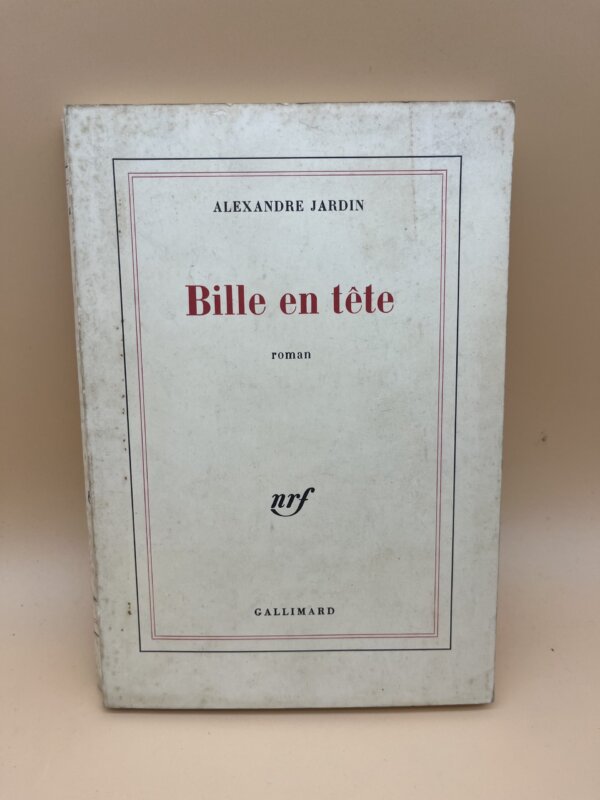 ALEXANDRE JARDIN
Bille en tête
roman
nrf
GALLIMARD